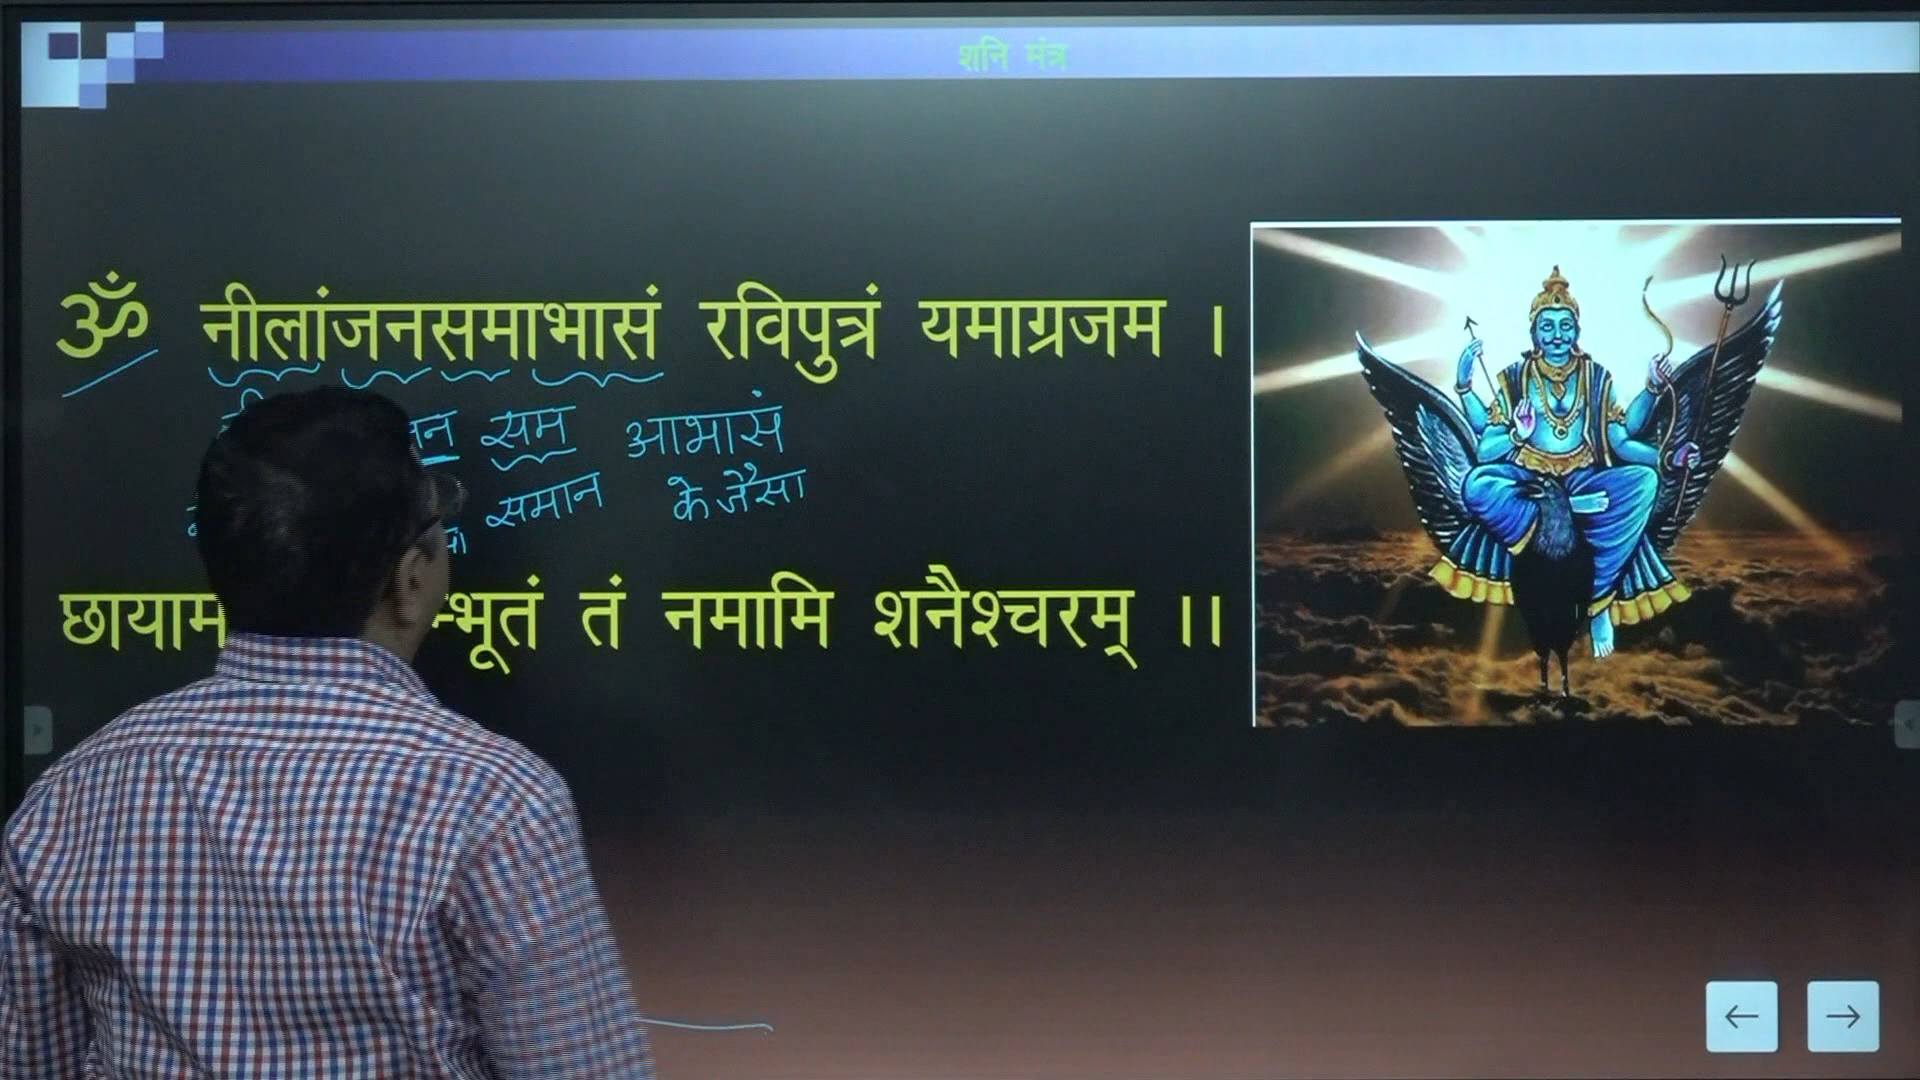 शनि मंत्र
ॐ नीलांजनसमाभासं रविपुत्रं यमाग्रजम ।
सम आभासं
समान के जैसा
तं नमामि शनैश्चरम् ।।